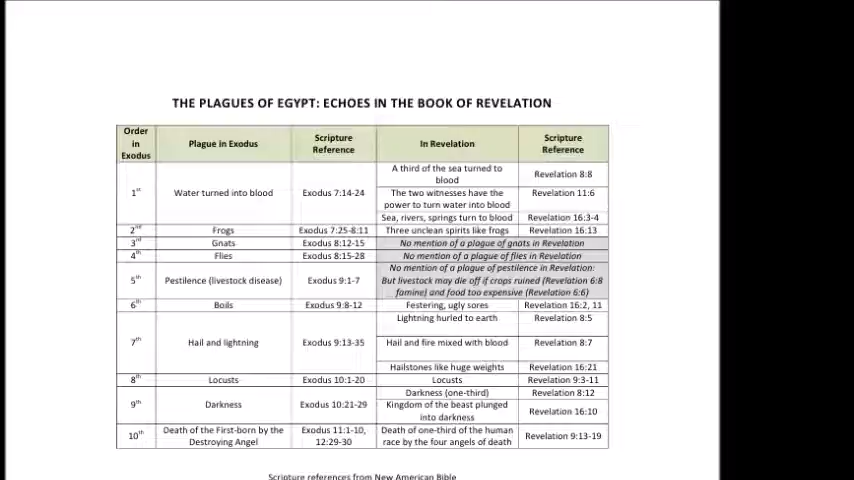 THE PLAGUES OF EGYPT: ECHOES IN THE BOOK OF REVELATION
Order in Exodus Plague in Exodus Scripture Reference In Revelation Scripture Reference
1st Water turned into blood Exodus 7:14-24 A third of the sea turned to blood Revelation 8:8
The two witnesses have the power to turn water into blood Revelation 11:6
Sea, rivers, springs turn to blood Revelation 16:3-4
2nd Frogs Exodus 7:25-8:11 Three unclean spirits like frogs Revelation 16:13
3rd Gnats Exodus 8:12-15 No mention of a plague of gnats in Revelation
4th Flies Exodus 8:15-28 No mention of a plague of flies in Revelation
5th Pestilence (livestock disease) Exodus 9:1-7 No mention of a plague of pestilence in Revelation:
But livestock may die off if crops ruined (Revelation 6:8
famine) and food too expensive (Revelation 6:6)
6th Boils Exodus 9:8-12 Festering, ugly sores Revelation 16:2, 11
7th Hail and lightning Exodus 9:13-35 Lightning hurled to earth Revelation 8:5
Hail and fire mixed with blood Revelation 8:7
Hailstones like huge weights Revelation 16:21
8th Locusts Exodus 10:1-20 Locusts Revelation 9:3-11
9th Darkness Exodus 10:21-29 Darkness (one-third) Revelation 8:12
Kingdom of the beast plunged into darkness Revelation 16:10
10th Death of the First-born by the Destroying Angel Exodus 11:1-10, 12:29-30 Death of one-third of the human race by the four angels of death Revelation 9:13-19
Scripture references from New American Bible